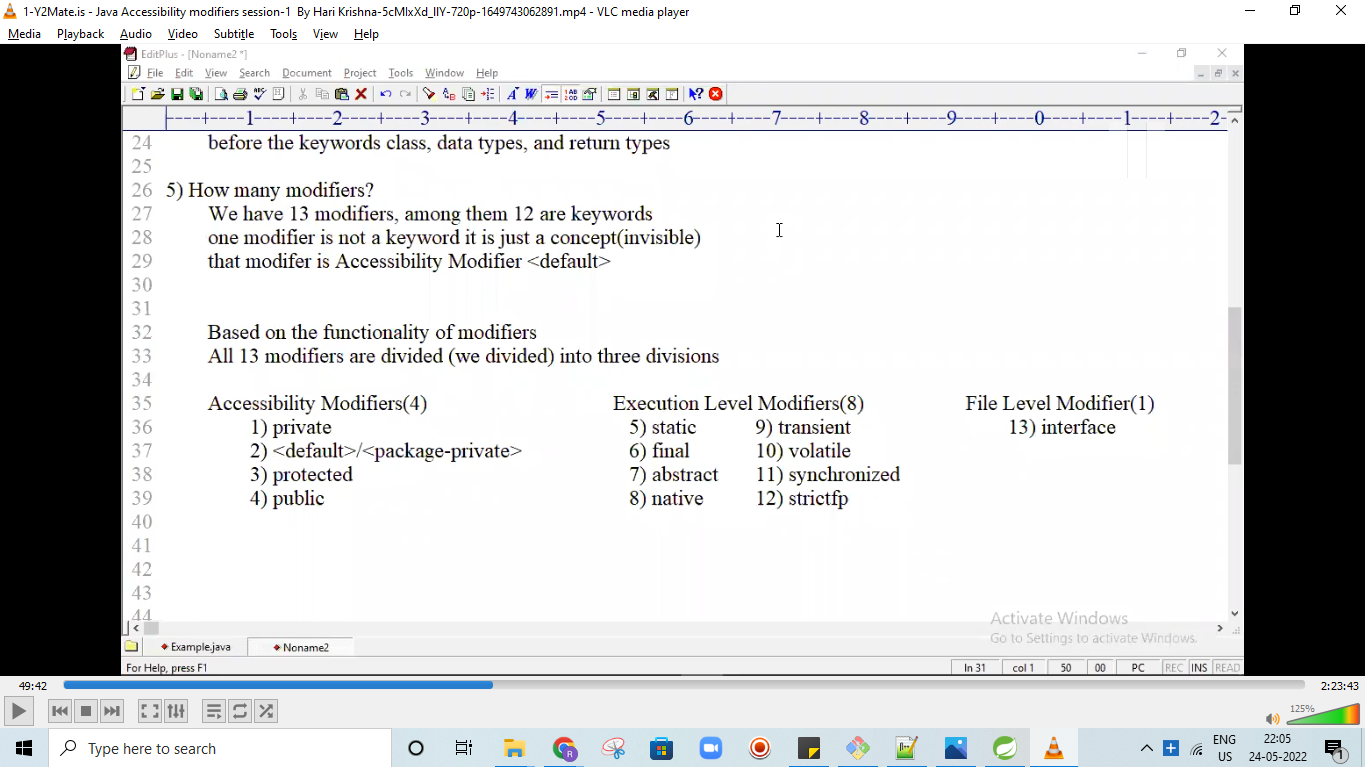 1-Y2Mate.is - Java Accessibility modifiers session-1 By Hari Krishna-5cMlxXd_lIY-720p-1649743062891.mp4 - VLC media player
Media Playback Audio Video Subtitle Tools View Help
EditPlus - [Noname2 *]
File Edit View Search Document Project Tools Window Help
----+----1----+----2----+----3----+----4----+----5----+----6----+----7----+----8----+----9----+----0----+----1----+----2-
24 before the keywords class, data types, and return types
25
26 5) How many modifiers?
27 We have 13 modifiers, among them 12 are keywords
28 one modifier is not a keyword it is just a concept(invisible)
29 that modifer is Accessibility Modifier <default>
30
31
32 Based on the functionality of modifiers
33 All 13 modifiers are divided (we divided) into three divisions
34
35 Accessibility Modifiers(4) Execution Level Modifiers(8) File Level Modifier(1)
36 1) private 5) static 9) transient 13) interface
37 2) <default>/<package-private> 6) final 10) volatile
38 3) protected 7) abstract 11) synchronized
39 4) public 8) native 12) strictfp
40
41
42
43
44
Activate Windows
Go to Settings to activate Windows.
Example.java Noname2
For Help, press F1 ln 31 col 1 50 00 PC REC INS READ
49:42 2:23:43
125%
Type here to search
ENG 22:05
US 24-05-2022 1